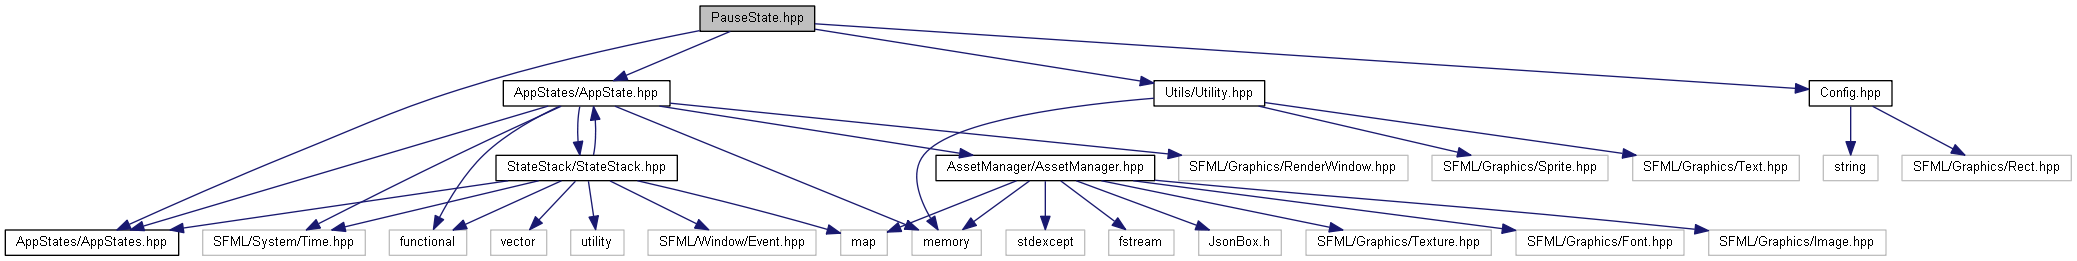 PauseState.hpp
AppStates/AppState.hpp
Utils/Utility.hpp
Config.hpp
StateStack/StateStack.hpp
AssetManager/AssetManager.hpp
SFML/Graphics/RenderWindow.hpp
SFML/Graphics/Sprite.hpp
SFML/Graphics/Text.hpp
string
SFML/Graphics/Rect.hpp
AppStates/AppStates.hpp
SFML/System/Time.hpp
functional
vector
utility
SFML/Window/Event.hpp
map
memory
stdexcept
fstream
JsonBox.h
SFML/Graphics/Texture.hpp
SFML/Graphics/Font.hpp
SFML/Graphics/Image.hpp